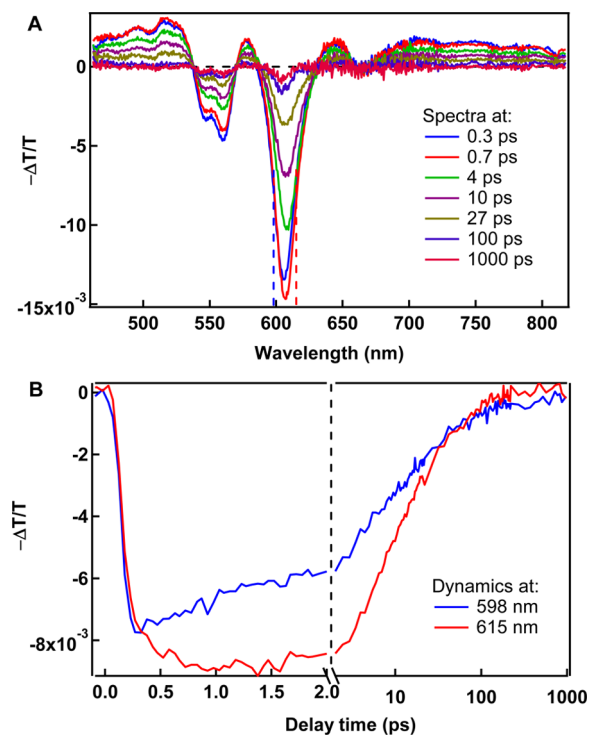 A
0
-5
-10
-15x10-3
−ΔT/T
Spectra at:
0.3 ps
0.7 ps
4 ps
10 ps
27 ps
100 ps
1000 ps
500 550 600 650 700 750 800
Wavelength (nm)
B
0
-2
-4
-6
-8x10-3
−ΔT/T
Dynamics at:
598 nm
615 nm
0.0 0.5 1.0 1.5 2.0 10 100 1000
Delay time (ps)